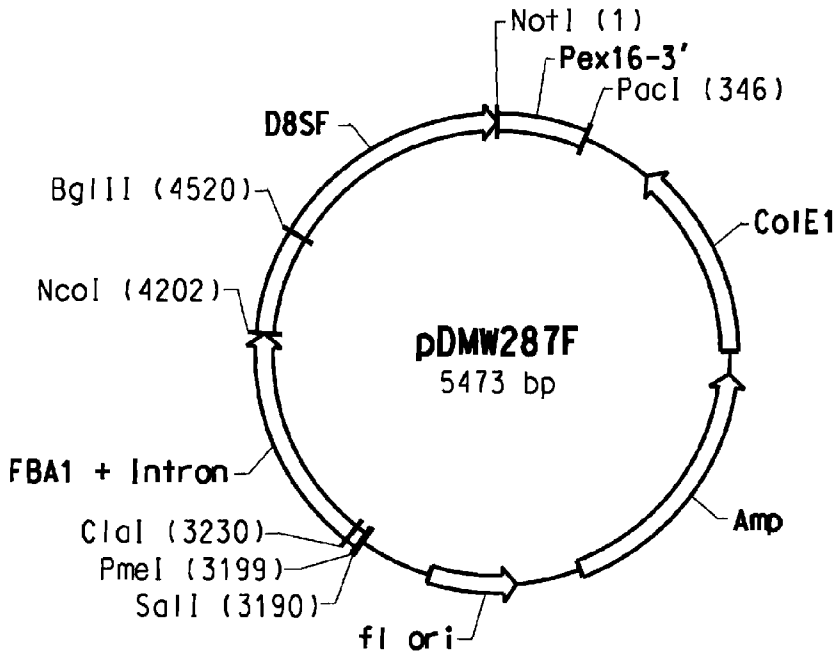 NotI (1)
Pex16-3'
PacI (346)
D8SF
BglII (4520)
ColE1
NcoI (4202)
pDMW287F
5473 bp
FBA1 + Intron
ClaI (3230)
Amp
PmeI (3199)
SalI (3190)
f1 ori